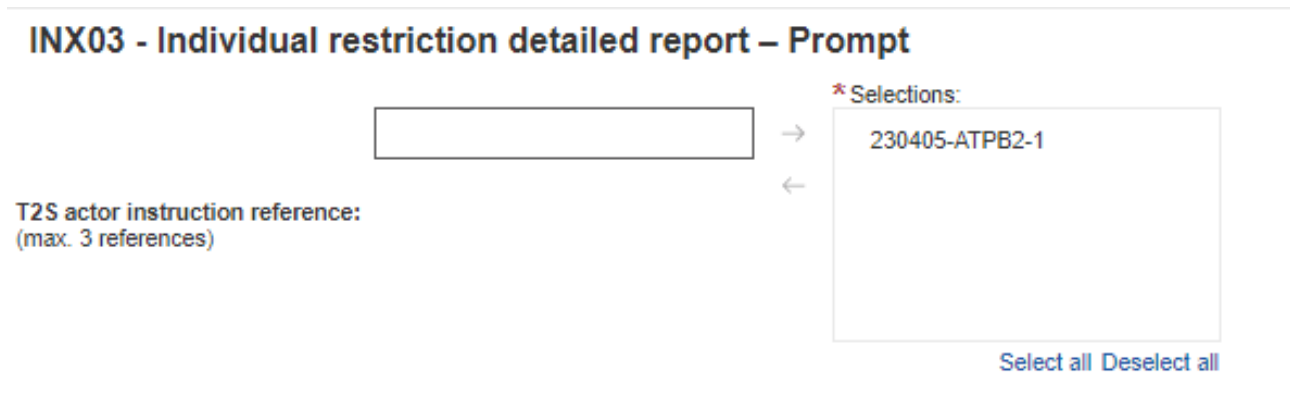 INX03 - Individual restriction detailed report – Prompt
* Selections:
→
230405-ATPB2-1
←
T2S actor instruction reference:
(max. 3 references)
Select all Deselect all